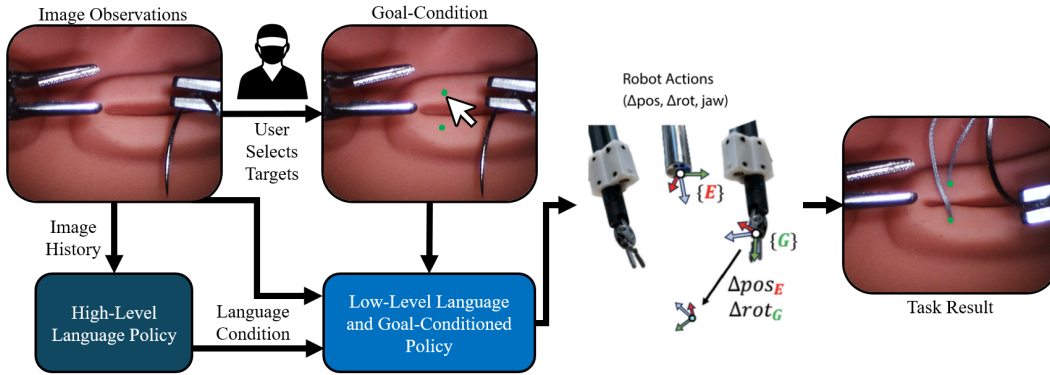 Image Observations
Goal-Condition
User
Selects
Targets
Image
History
High-Level
Language Policy
Language
Condition
Low-Level Language
and Goal-Conditioned
Policy
Robot Actions
(Δpos, Δrot, jaw)
{E}
{G}
Δpos_E
Δrot_G
Task Result